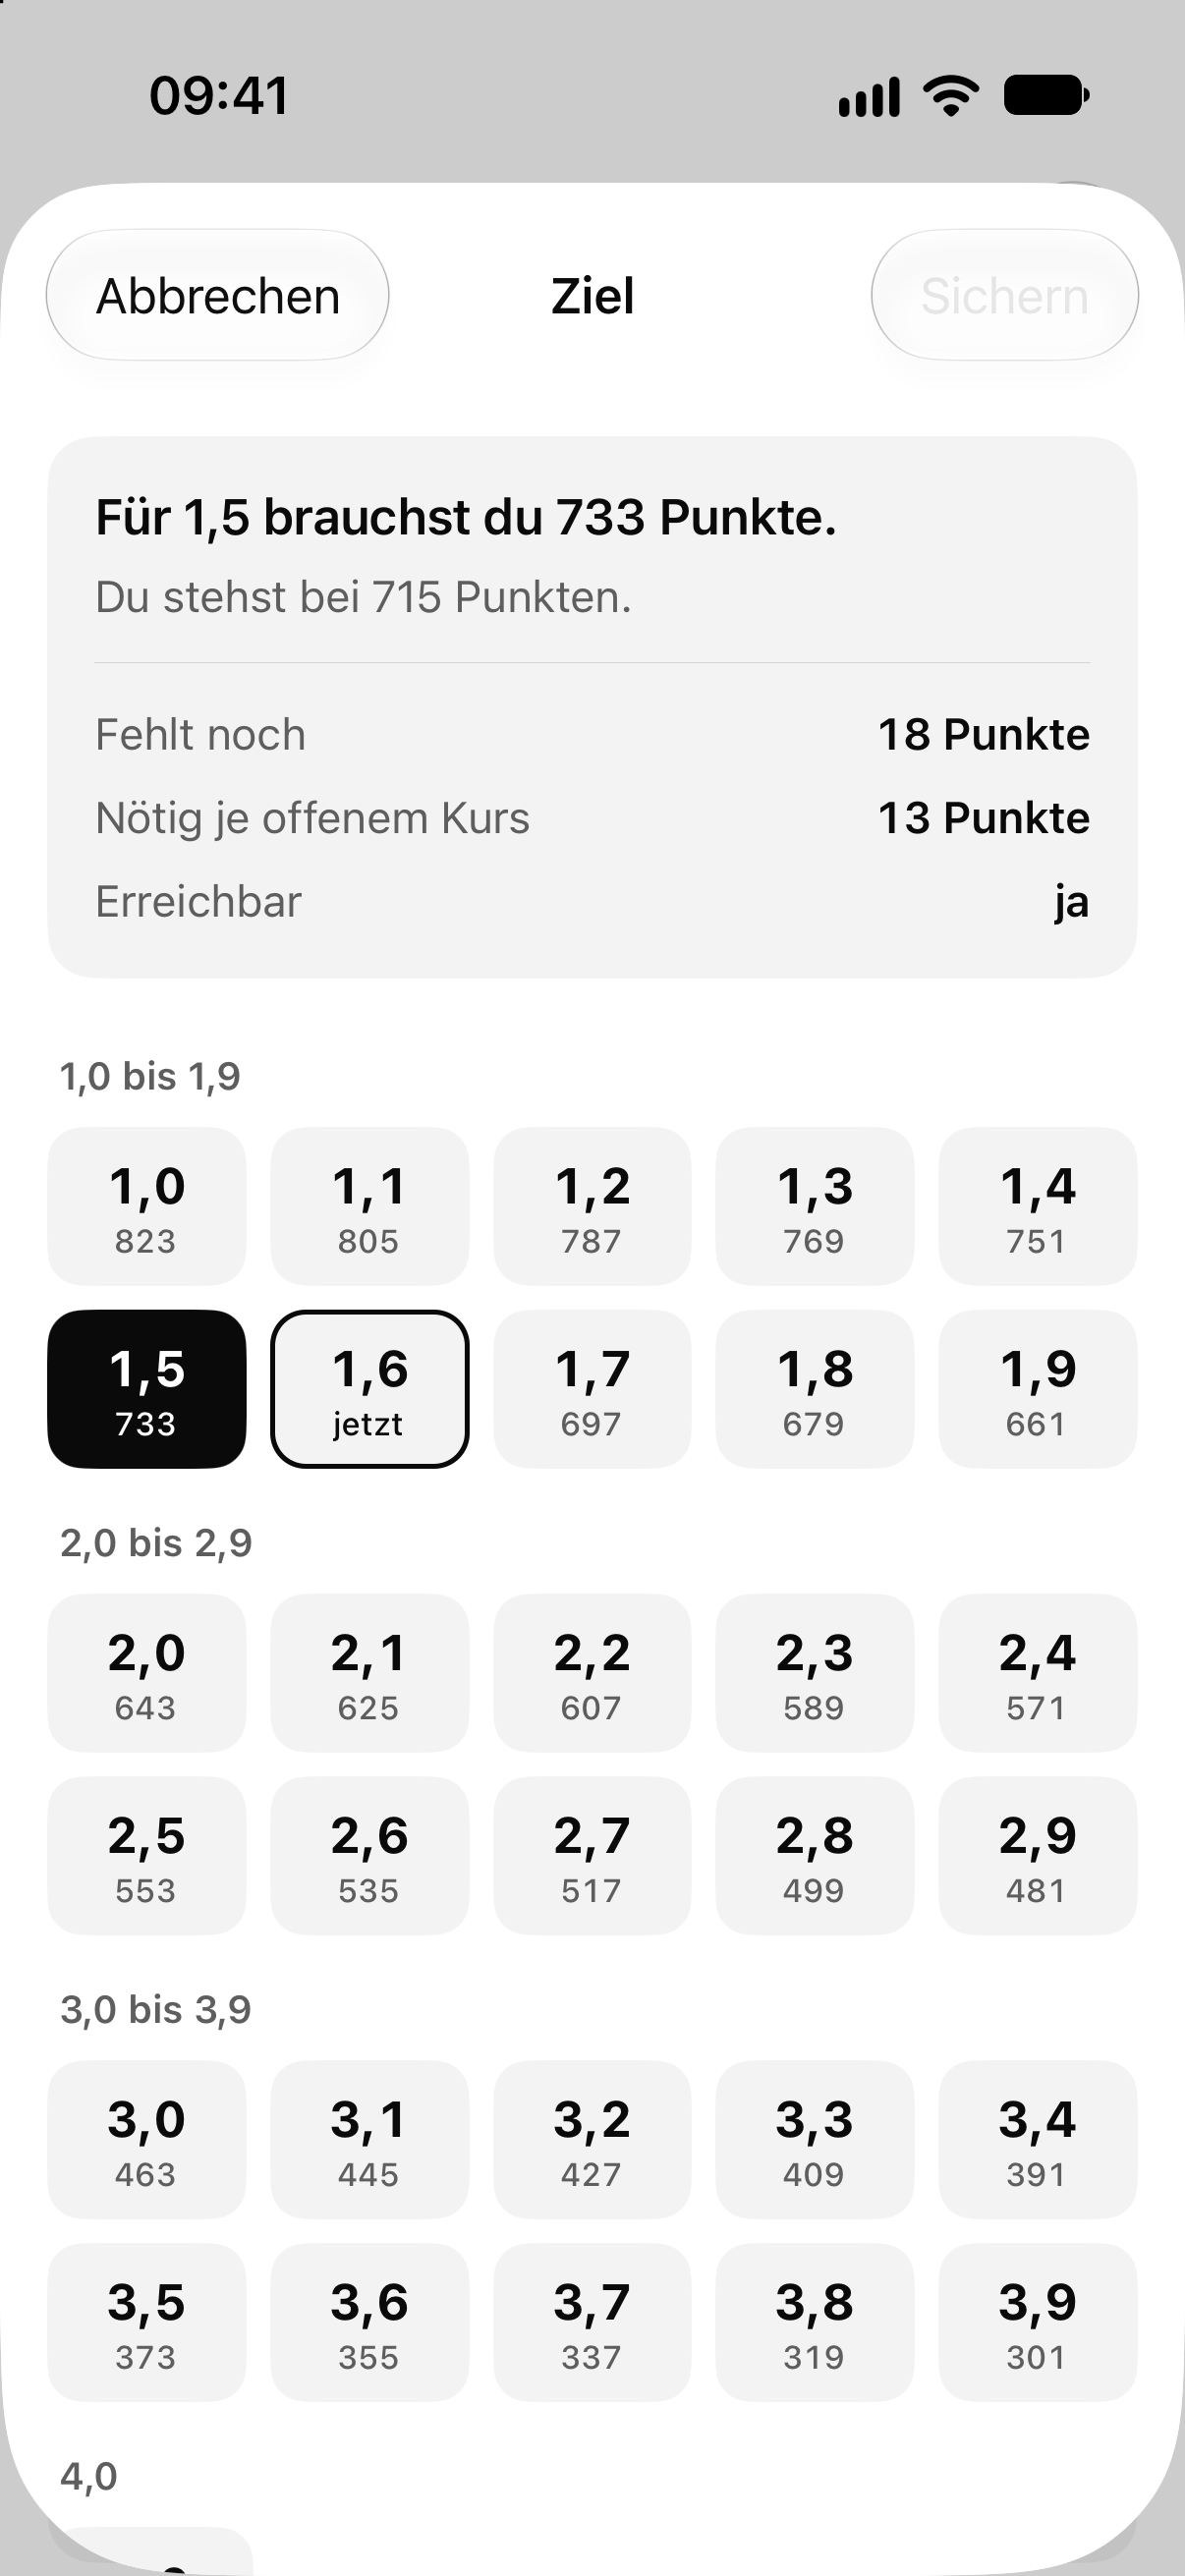 09:41
Abbrechen Ziel Sichern
Für 1,5 brauchst du 733 Punkte.
Du stehst bei 715 Punkten.
Fehlt noch 18 Punkte
Nötig je offenem Kurs 13 Punkte
Erreichbar ja
1,0 bis 1,9
1,0 1,1 1,2 1,3 1,4
823 805 787 769 751
1,5 1,6 1,7 1,8 1,9
733 jetzt 697 679 661
2,0 bis 2,9
2,0 2,1 2,2 2,3 2,4
643 625 607 589 571
2,5 2,6 2,7 2,8 2,9
553 535 517 499 481
3,0 bis 3,9
3,0 3,1 3,2 3,3 3,4
463 445 427 409 391
3,5 3,6 3,7 3,8 3,9
373 355 337 319 301
4,0